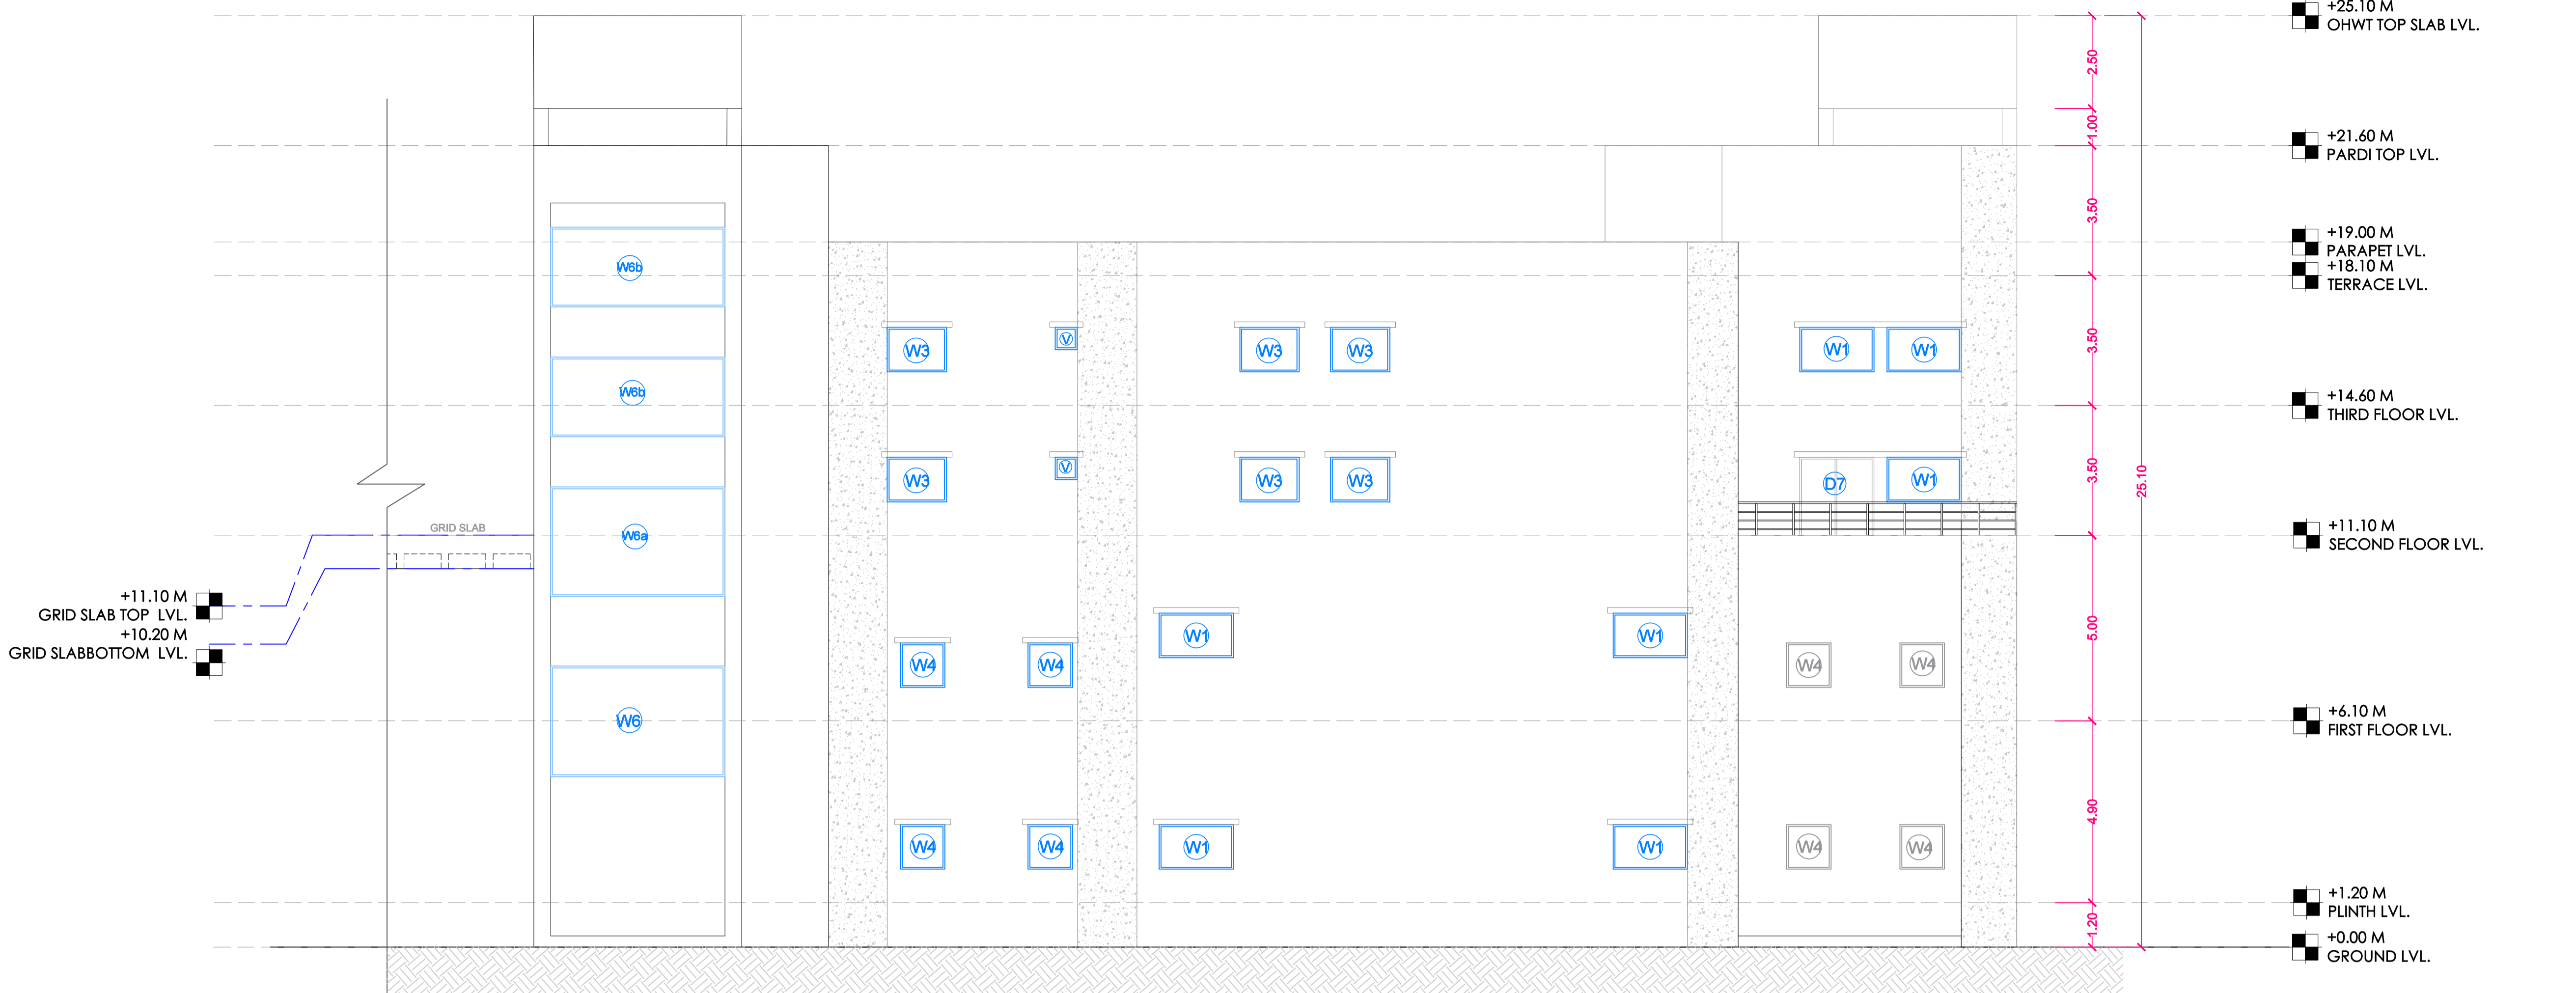 +25.10 M
OHWT TOP SLAB LVL.
2.50
1.00
+21.60 M
PARDI TOP LVL.
3.50
+19.00 M
PARAPET LVL.
W6b
+18.10 M
TERRACE LVL.
W3
V
W3
W3
W1
W1
3.50
W6b
+14.60 M
THIRD FLOOR LVL.
W3
V
W3
W3
D7
W1
3.50
25.10
GRID SLAB
W6a
+11.10 M
SECOND FLOOR LVL.
+11.10 M
GRID SLAB TOP LVL.
+10.20 M
GRID SLABBOTTOM LVL.
W1
W1
5.00
W4
W4
W4
W4
W6
+6.10 M
FIRST FLOOR LVL.
4.90
W4
W4
W1
W1
W4
W4
+1.20 M
PLINTH LVL.
1.20
+0.00 M
GROUND LVL.